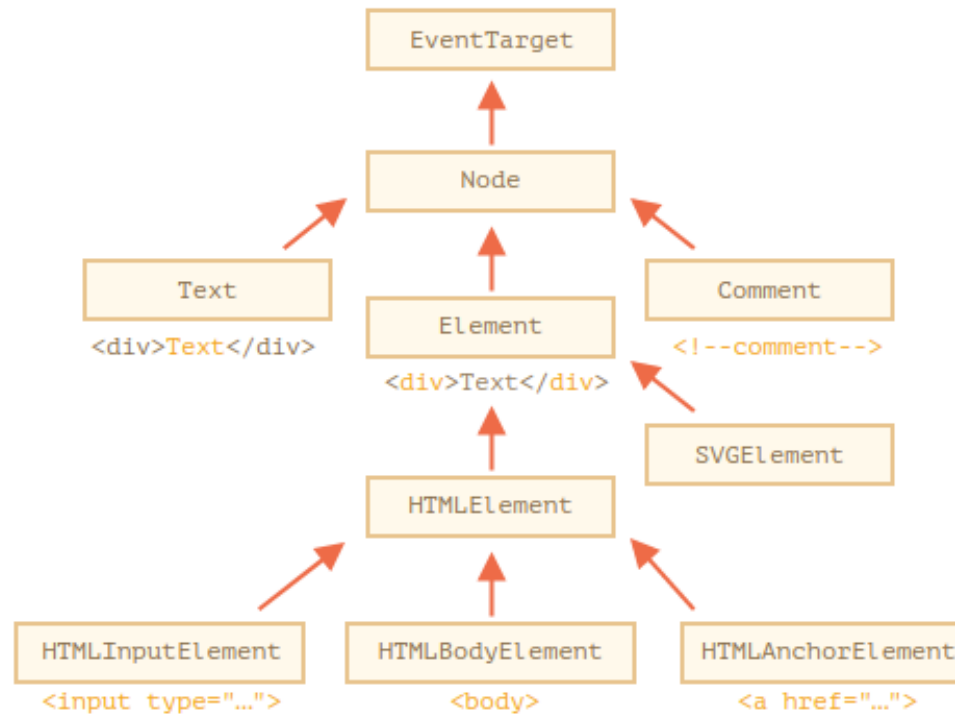 EventTarget
Node
Text
Comment
Element
<div>Text</div>
<!--comment-->
<div>Text</div>
SVGElement
HTMLElement
HTMLInputElement
HTMLBodyElement
HTMLAnchorElement
<input type="…">
<body>
<a href="…">